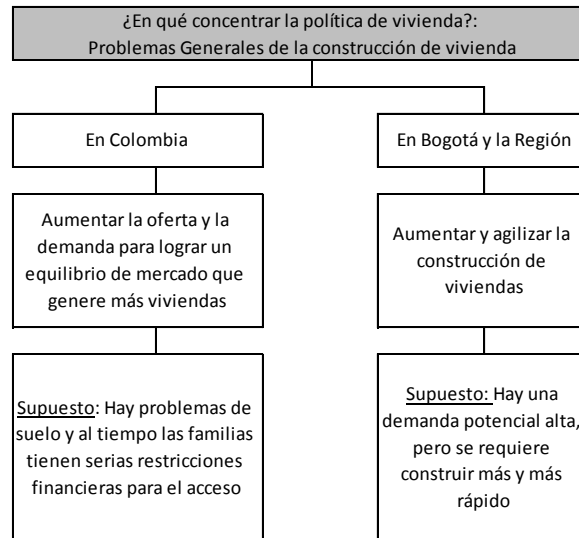 ¿En qué concentrar la política de vivienda?:
Problemas Generales de la construcción de vivienda
En Colombia
Aumentar la oferta y la
demanda para lograr un
equilibrio de mercado que
genere más viviendas
Supuesto: Hay problemas de
suelo y al tiempo las familias
tienen serias restricciones
financieras para el acceso
En Bogotá y la Región
Aumentar y agilizar la
construcción de
viviendas
Supuesto: Hay una
demanda potencial alta,
pero se requiere
construir más y más
rápido